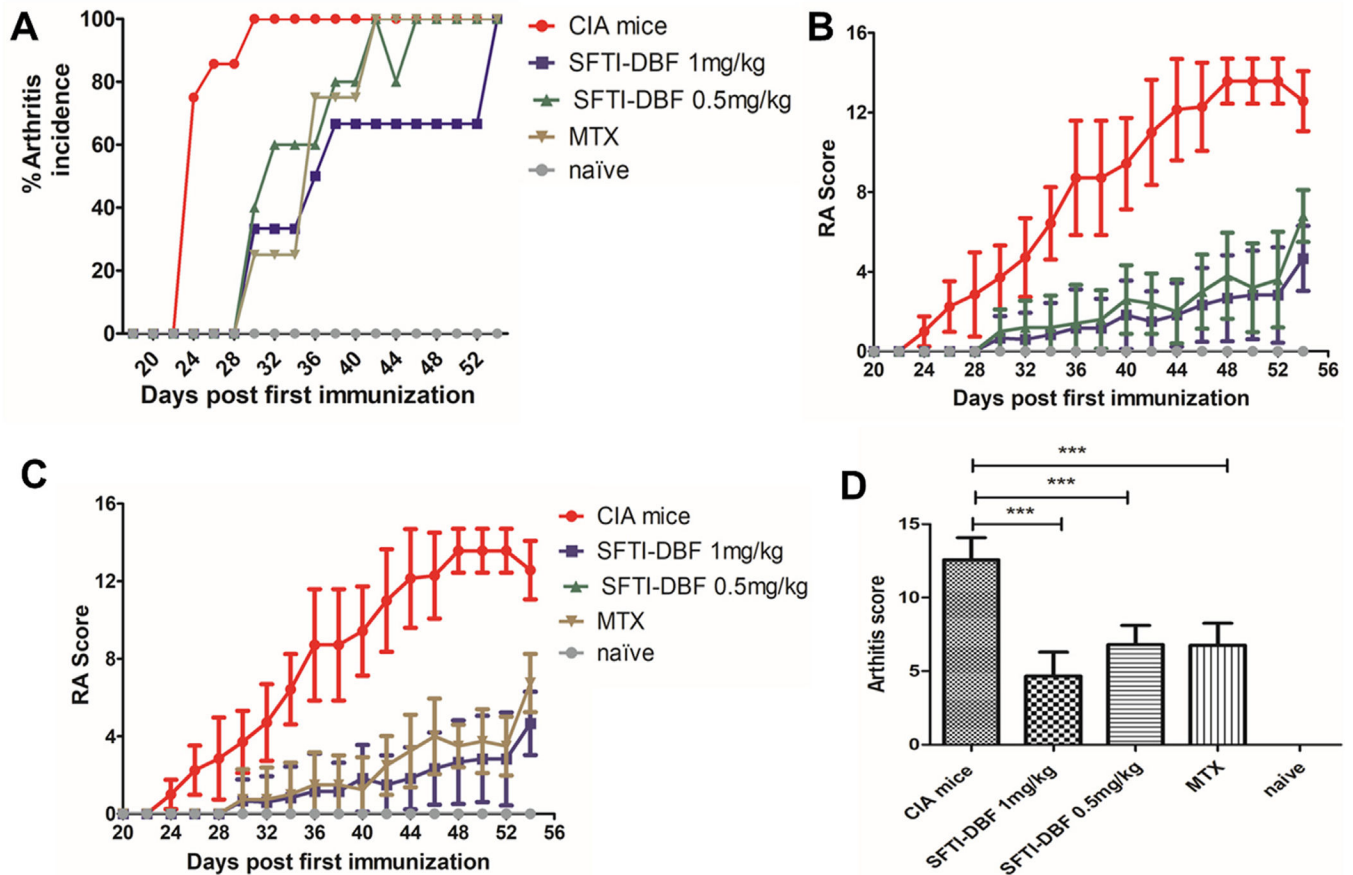 A
100
80
60
40
20
0
% Arthritis
incidence
20 24 28 32 36 40 44 48 52
Days post first immunization
CIA mice
SFTI-DBF 1mg/kg
SFTI-DBF 0.5mg/kg
MTX
naïve
B
16
12
8
4
0
RA Score
20 24 28 32 36 40 44 48 52 56
Days post first immunization
C
16
12
8
4
0
RA Score
20 24 28 32 36 40 44 48 52 56
Days post first immunization
CIA mice
SFTI-DBF 1mg/kg
SFTI-DBF 0.5mg/kg
MTX
naïve
D
***
***
***
15
10
5
0
Arthitis score
CIA mice
SFTI-DBF 1mg/kg
SFTI-DBF 0.5mg/kg
MTX
naive